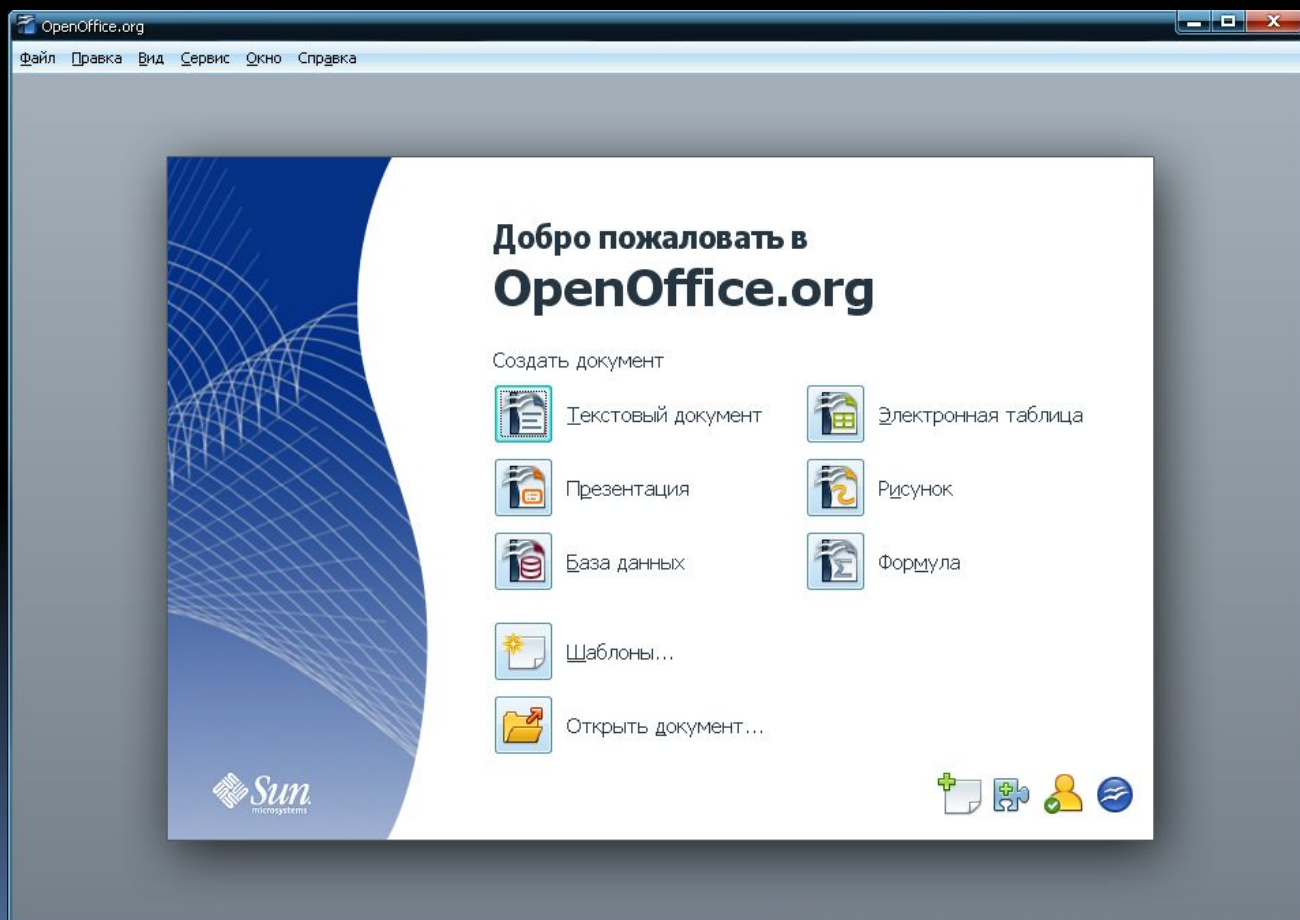 OpenOffice.org
Файл Правка Вид Сервис Окно Справка
Добро пожаловать в
OpenOffice.org
Создать документ
Текстовый документ Электронная таблица
Презентация Рисунок
База данных Формула
Шаблоны...
Открыть документ...
Sun
microsystems